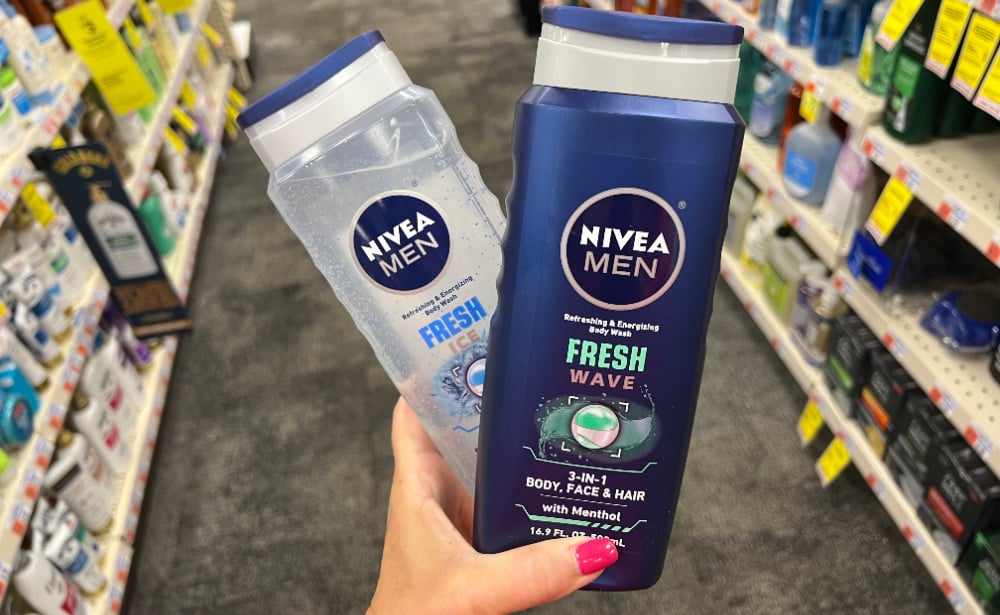 NIVEA
MEN
®
Refreshing & Energizing
Body Wash
FRESH
ICE
NIVEA
MEN
®
Refreshing & Energizing
Body Wash
FRESH
WAVE
3-IN-1
BODY, FACE & HAIR
with Menthol
16.9 FL. OZ. mL